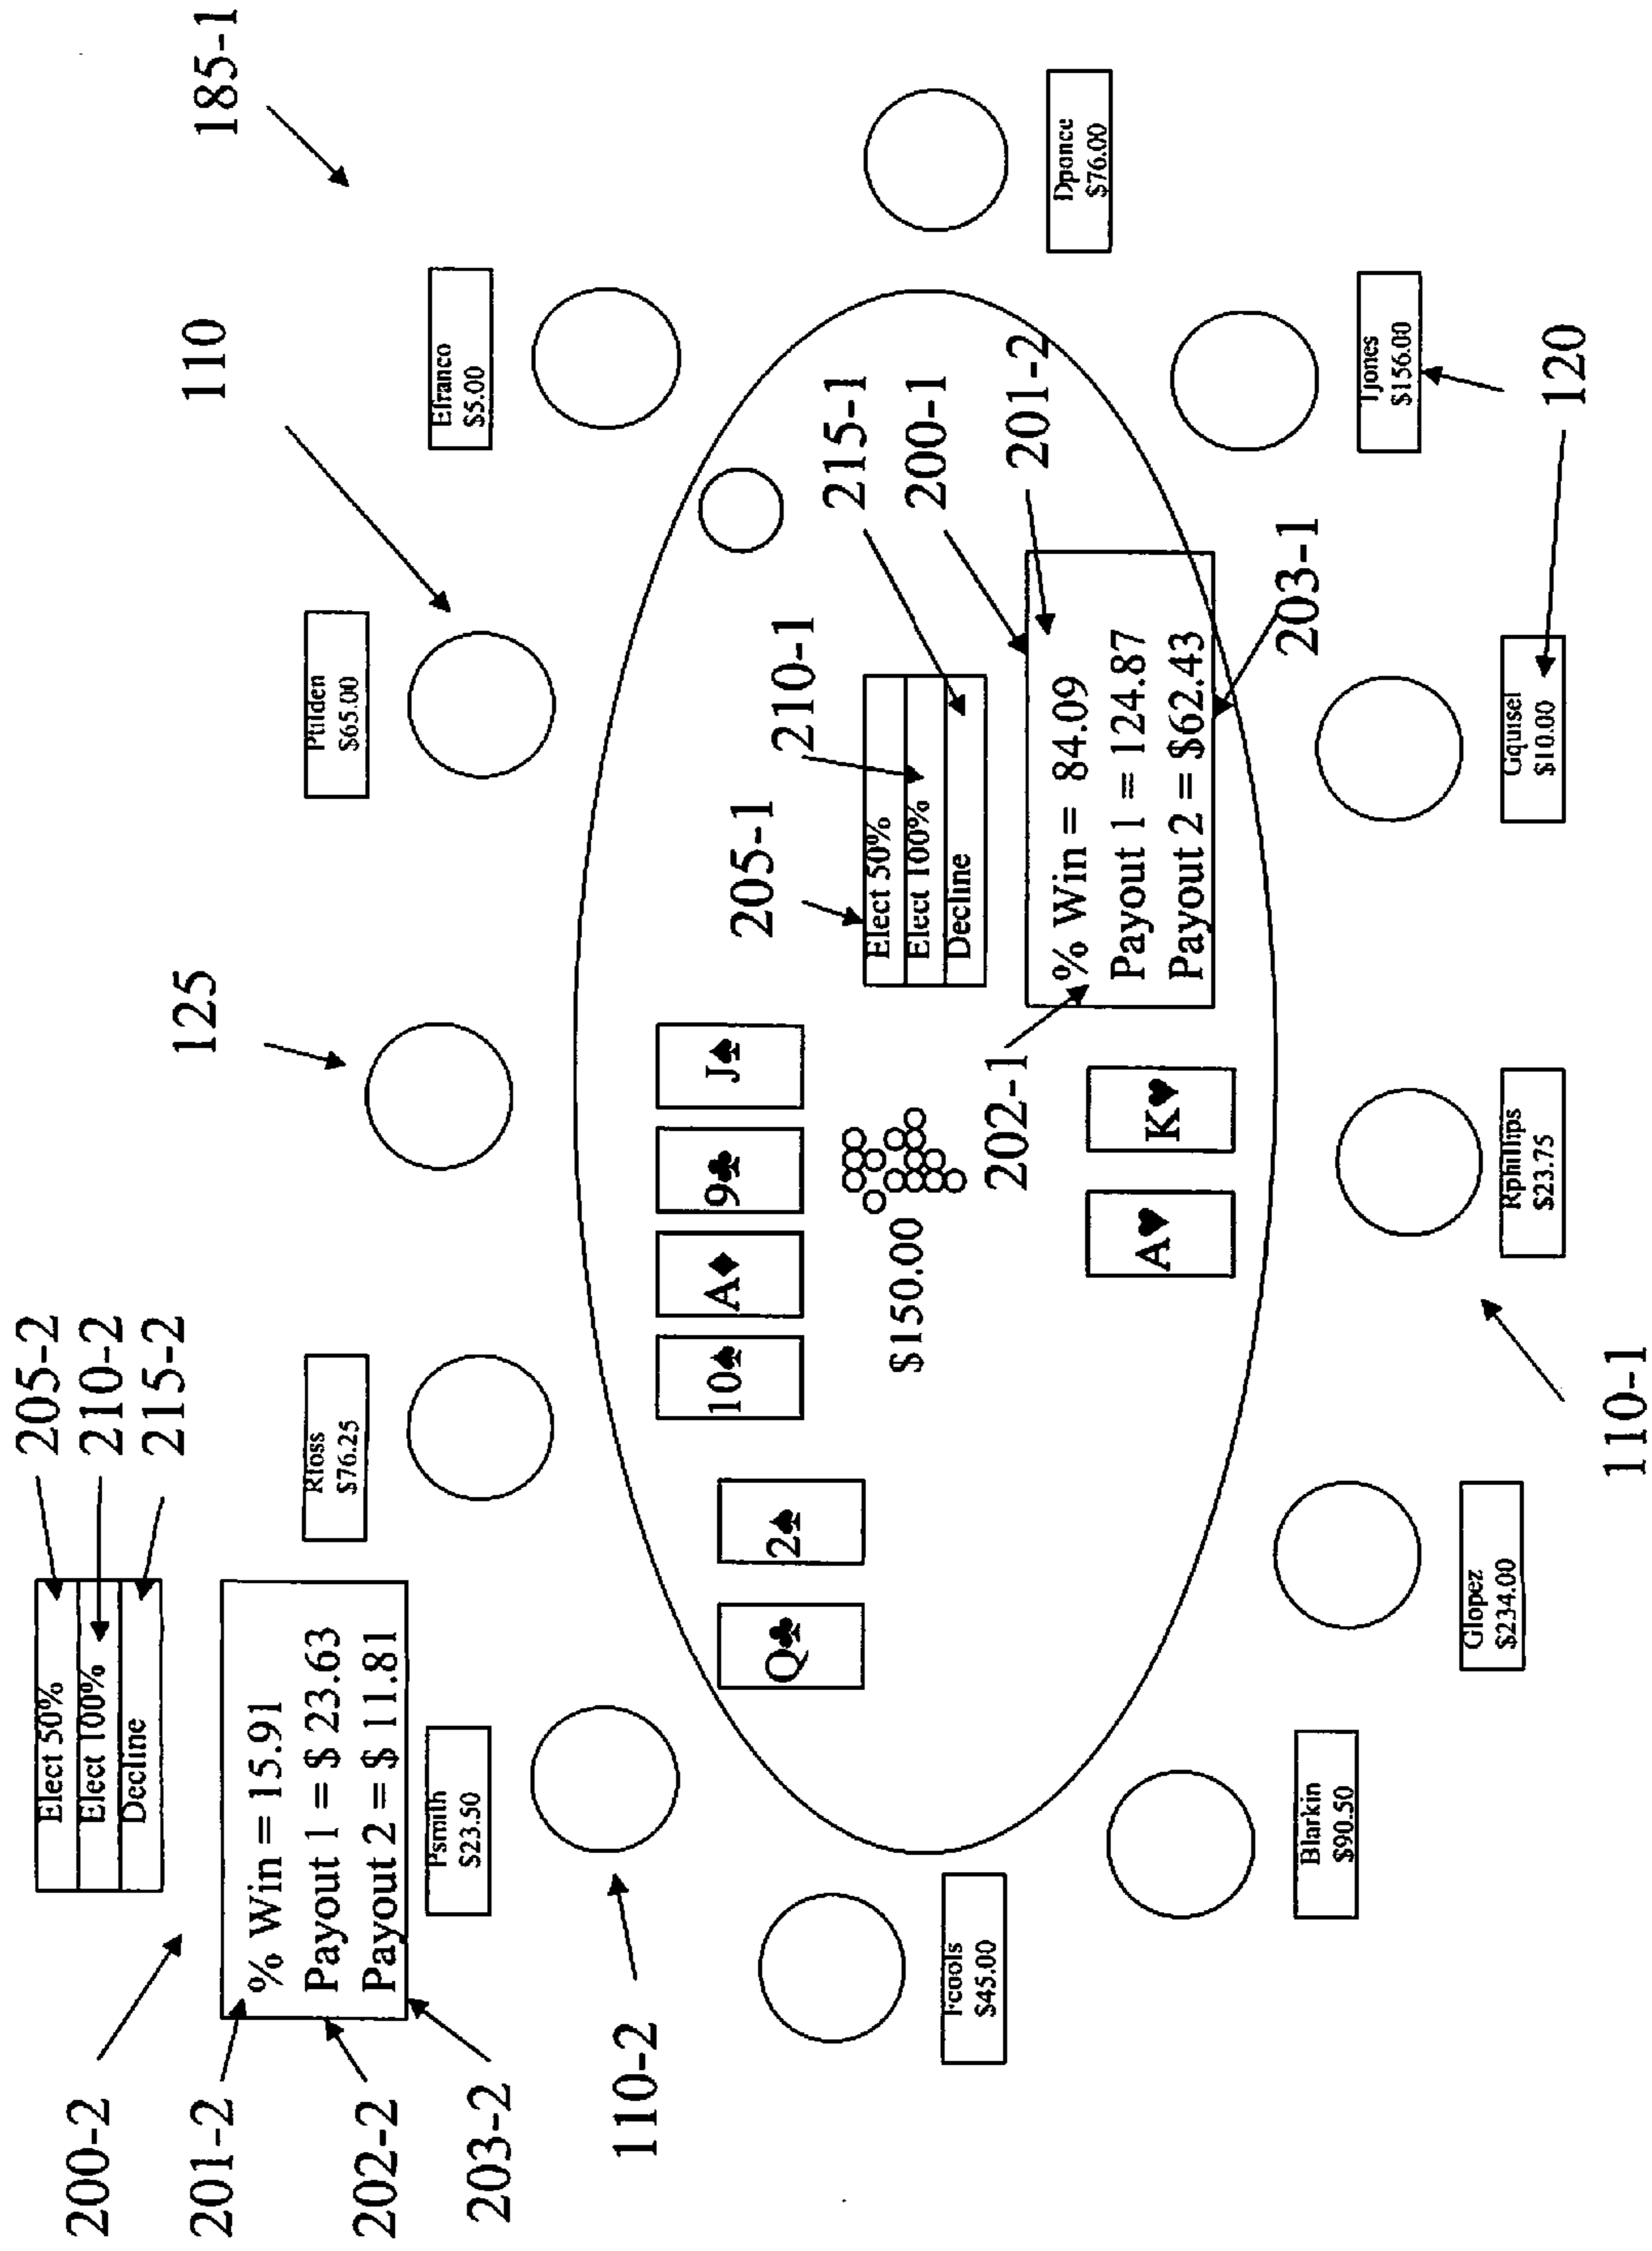 205-2
210-2
215-2
Elect 50%
Elect 100%
Decline
200-2
201-2
202-2
203-2
% Win = 15.91
Payout 1 = $ 23.63
Payout 2 = $ 11.81
Psmith
$23.50
Rfoss
$76.25
125
Ptilden
$65.00
110
Efranco
$5.00
185-1
110-2
Q♣
2♠
10♠
A♦
9♣
J♠
$150.00
205-1
210-1
215-1
200-1
201-2
Elect 50%
Elect 100%
Decline
% Win = 84.09
Payout 1 = 124.87
Payout 2 = $62.43
202-1
203-1
A♥
K♥
Dponce
$76.00
Fcools
$45.00
Blarkin
$90.50
Glopez
$234.00
110-1
Rphillips
$23.75
Gquisel
$10.00
Tjones
$156.00
120